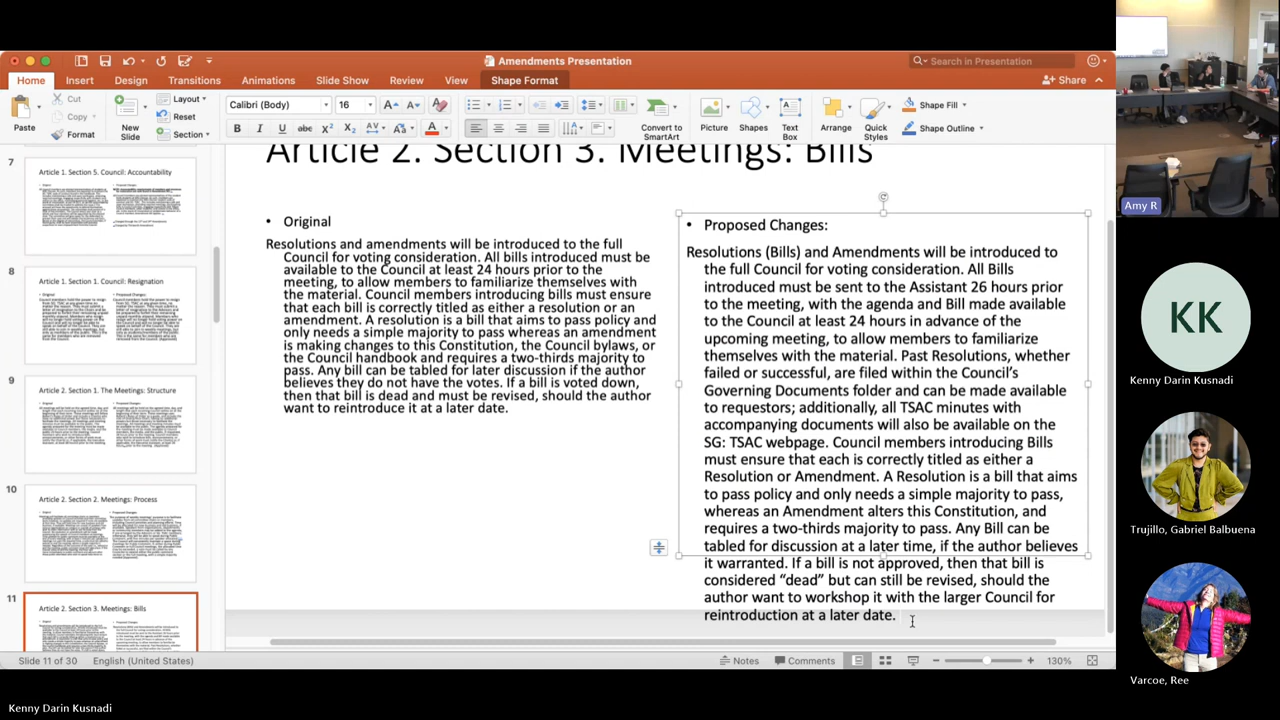 Amendments Presentation
Search in Presentation
Home
Insert
Design
Transitions
Animations
Slide Show
Review
View
Shape Format
Share
Paste
Cut
Copy
Format
New
Slide
Layout
Reset
Section
Calibri (Body)
16
Convert to
SmartArt
Picture
Shapes
Text
Box
Arrange
Quick
Styles
Shape Fill
Shape Outline
7
Article 1. Section 5. Council: Accountability
8
Article 1. Section 1. Council: Resignation
9
Article 2. Section 1. The Meetings: Structure
10
Article 2. Section 2. Meetings: Process
11
Article 2. Section 3. Meetings: Bills
Article 2. Section 3. Meetings: Bills
• Original
Resolutions and amendments will be introduced to the full
Council for voting consideration. All bills introduced must be
available to the Council at least 24 hours prior to the
meeting, to allow members to familiarize themselves with
the material. Council members introducing bills must ensure
that each bill is correctly titled as either a resolution or an
amendment. A resolution is a bill that aims to pass policy and
only needs a simple majority to pass whereas an amendment
is making changes to this Constitution, the Council bylaws, or
the Council handbook and requires a two-thirds majority to
pass. Any bill can be tabled for later discussion if the author
believes they do not have the votes. If a bill is voted down,
then that bill is dead and must be revised, should the author
want to reintroduce it at a later date.
• Proposed Changes:
Resolutions (Bills) and Amendments will be introduced to
the full Council for voting consideration. All Bills
introduced must be sent to the Assistant 26 hours prior
to the meeting, with agenda and Bill made available
to the Council at least 24 hours in advance of the
upcoming meeting, to allow members to familiarize
themselves with the material. Past Resolutions, whether
failed or successful, are filed within the Council's
Governing Documents folder and can be made available
to requestors; additionally, all TSAC minutes with
accompanying documents will also be available on the
SG: TSAC webpage. Council members introducing Bills
must ensure that each is correctly titled as either a
Resolution or Amendment. A Resolution is a bill that aims
to pass policy and only needs a simple majority to pass,
whereas an Amendment alters this Constitution, and
requires a two-thirds majority to pass. Any Bill can be
tabled for discussion at a later time, if the author believes
it warranted. If a bill is not approved, then that bill is
considered “dead” but can still be revised, should the
author want to workshop it with the larger Council for
reintroduction at a later date.
Slide 11 of 30
English (United States)
Notes
Comments
130%
Amy R
KK
Kenny Darin Kusnadi
Trujillo, Gabriel Balbuena
Varcoe, Ree
Kenny Darin Kusnadi